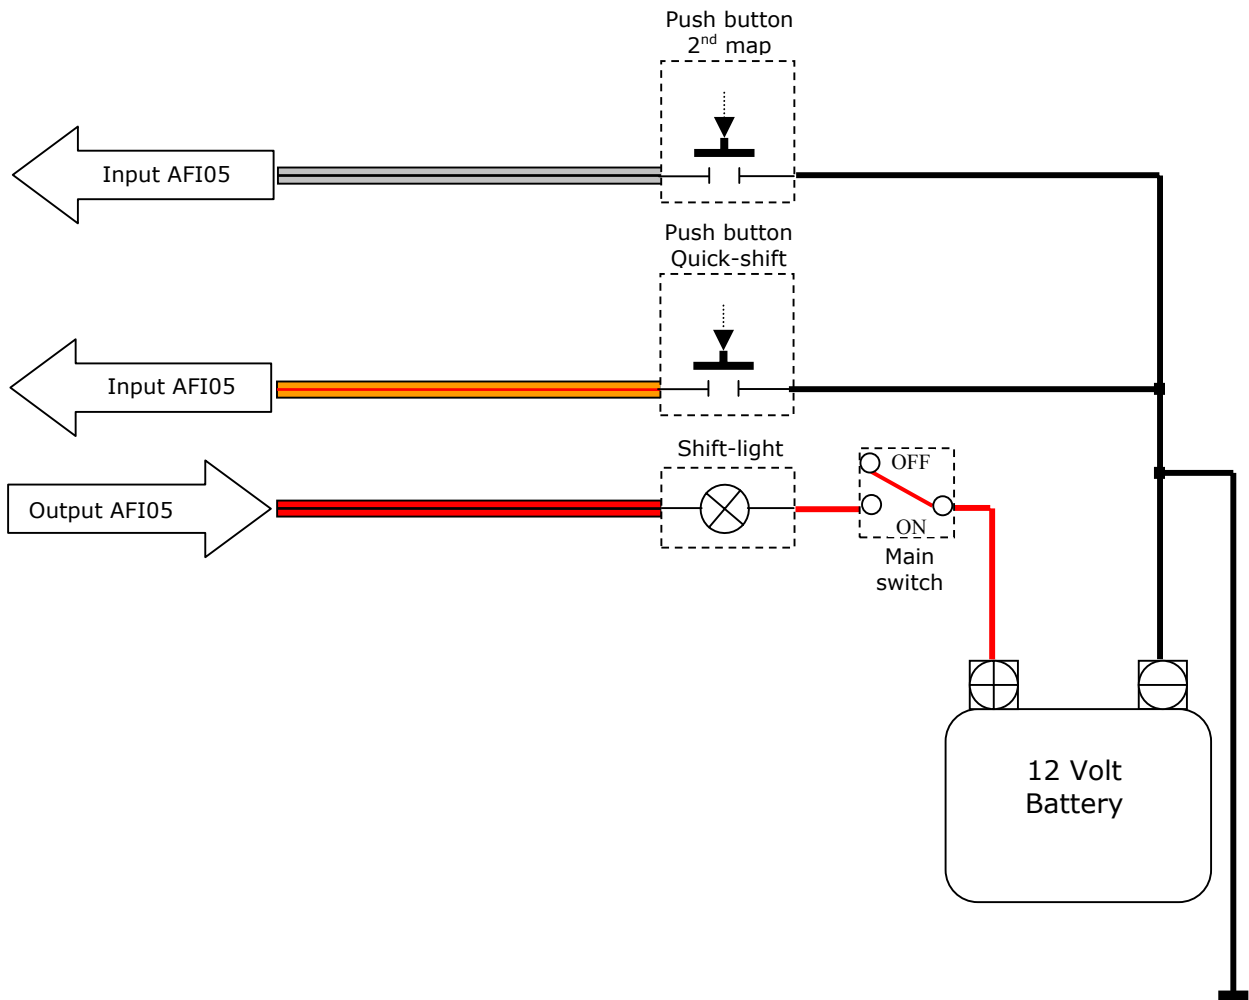 Push button
2nd map
Input AFI05
Push button
Quick-shift
Input AFI05
Shift-light
OFF
Output AFI05
ON
Main
switch
12 Volt
Battery